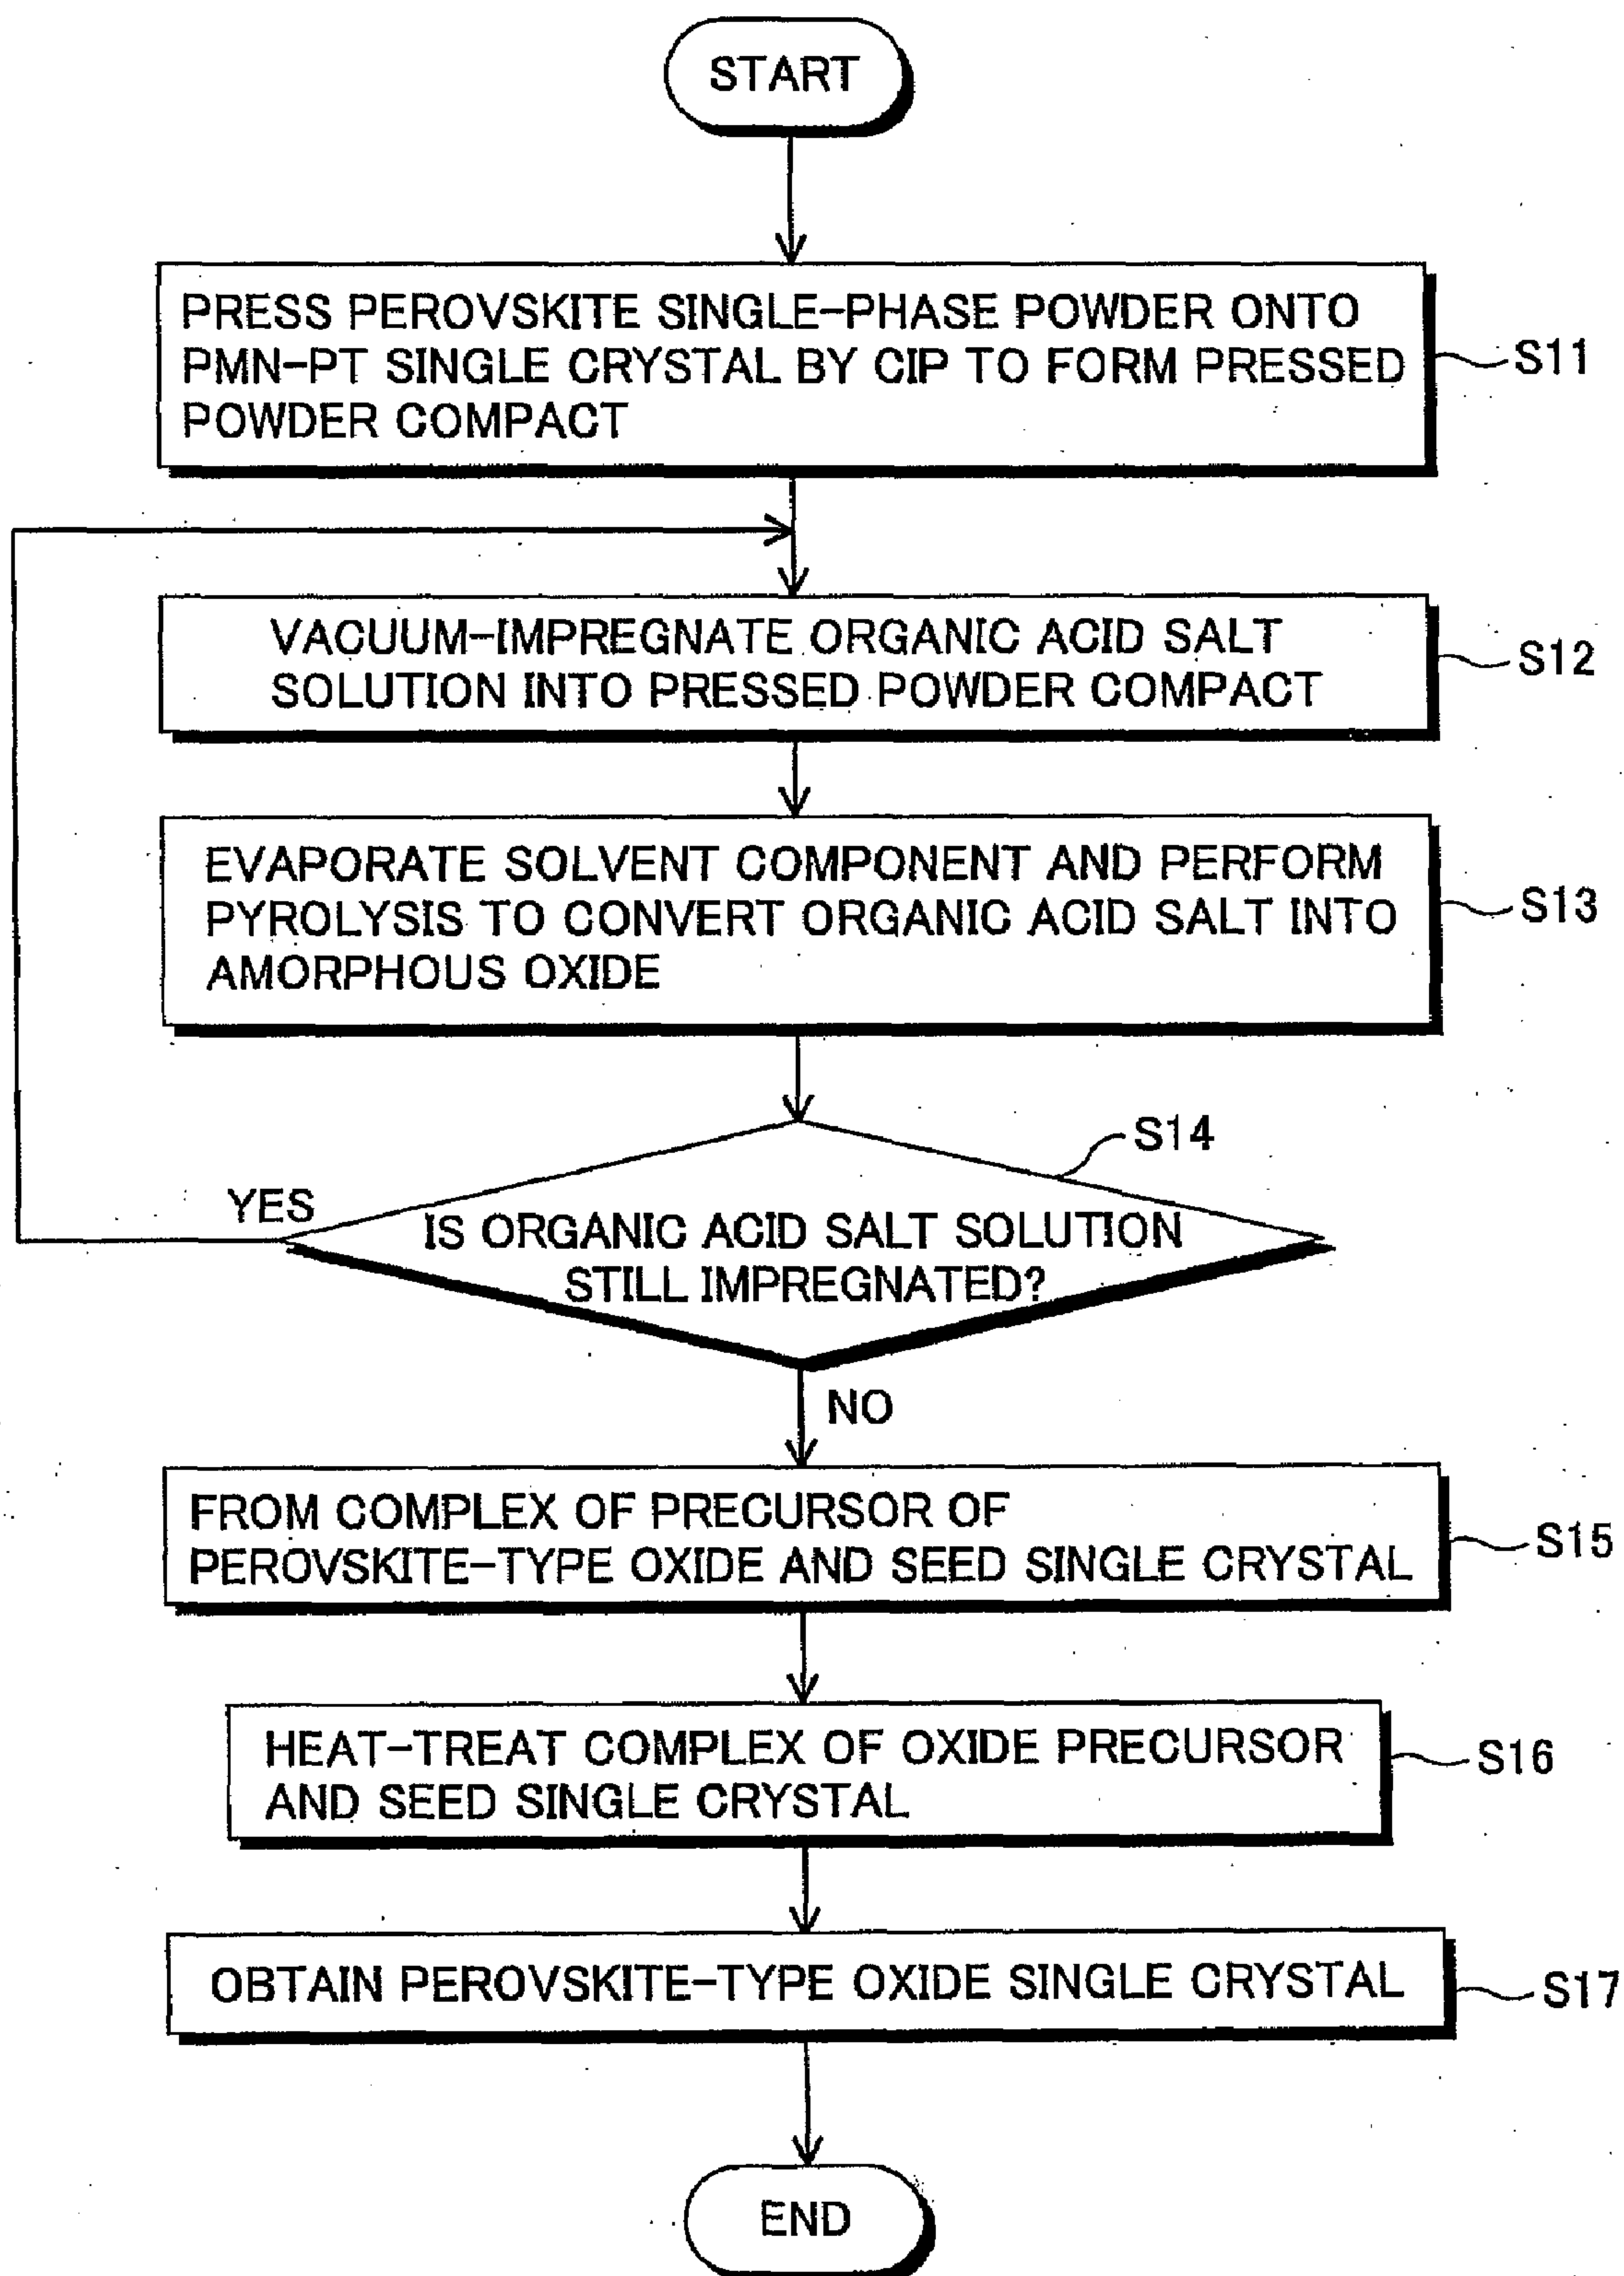 START
PRESS PEROVSKITE SINGLE-PHASE POWDER ONTO
PMN-PT SINGLE CRYSTAL BY CIP TO FORM PRESSED
POWDER COMPACT
S11
VACUUM-IMPREGNATE ORGANIC ACID SALT
SOLUTION INTO PRESSED POWDER COMPACT
S12
EVAPORATE SOLVENT COMPONENT AND PERFORM
PYROLYSIS TO CONVERT ORGANIC ACID SALT INTO
AMORPHOUS OXIDE
S13
S14
YES
IS ORGANIC ACID SALT SOLUTION
STILL IMPREGNATED?
NO
FROM COMPLEX OF PRECURSOR OF
PEROVSKITE-TYPE OXIDE AND SEED SINGLE CRYSTAL
S15
HEAT-TREAT COMPLEX OF OXIDE PRECURSOR
AND SEED SINGLE CRYSTAL
S16
OBTAIN PEROVSKITE-TYPE OXIDE SINGLE CRYSTAL
S17
END